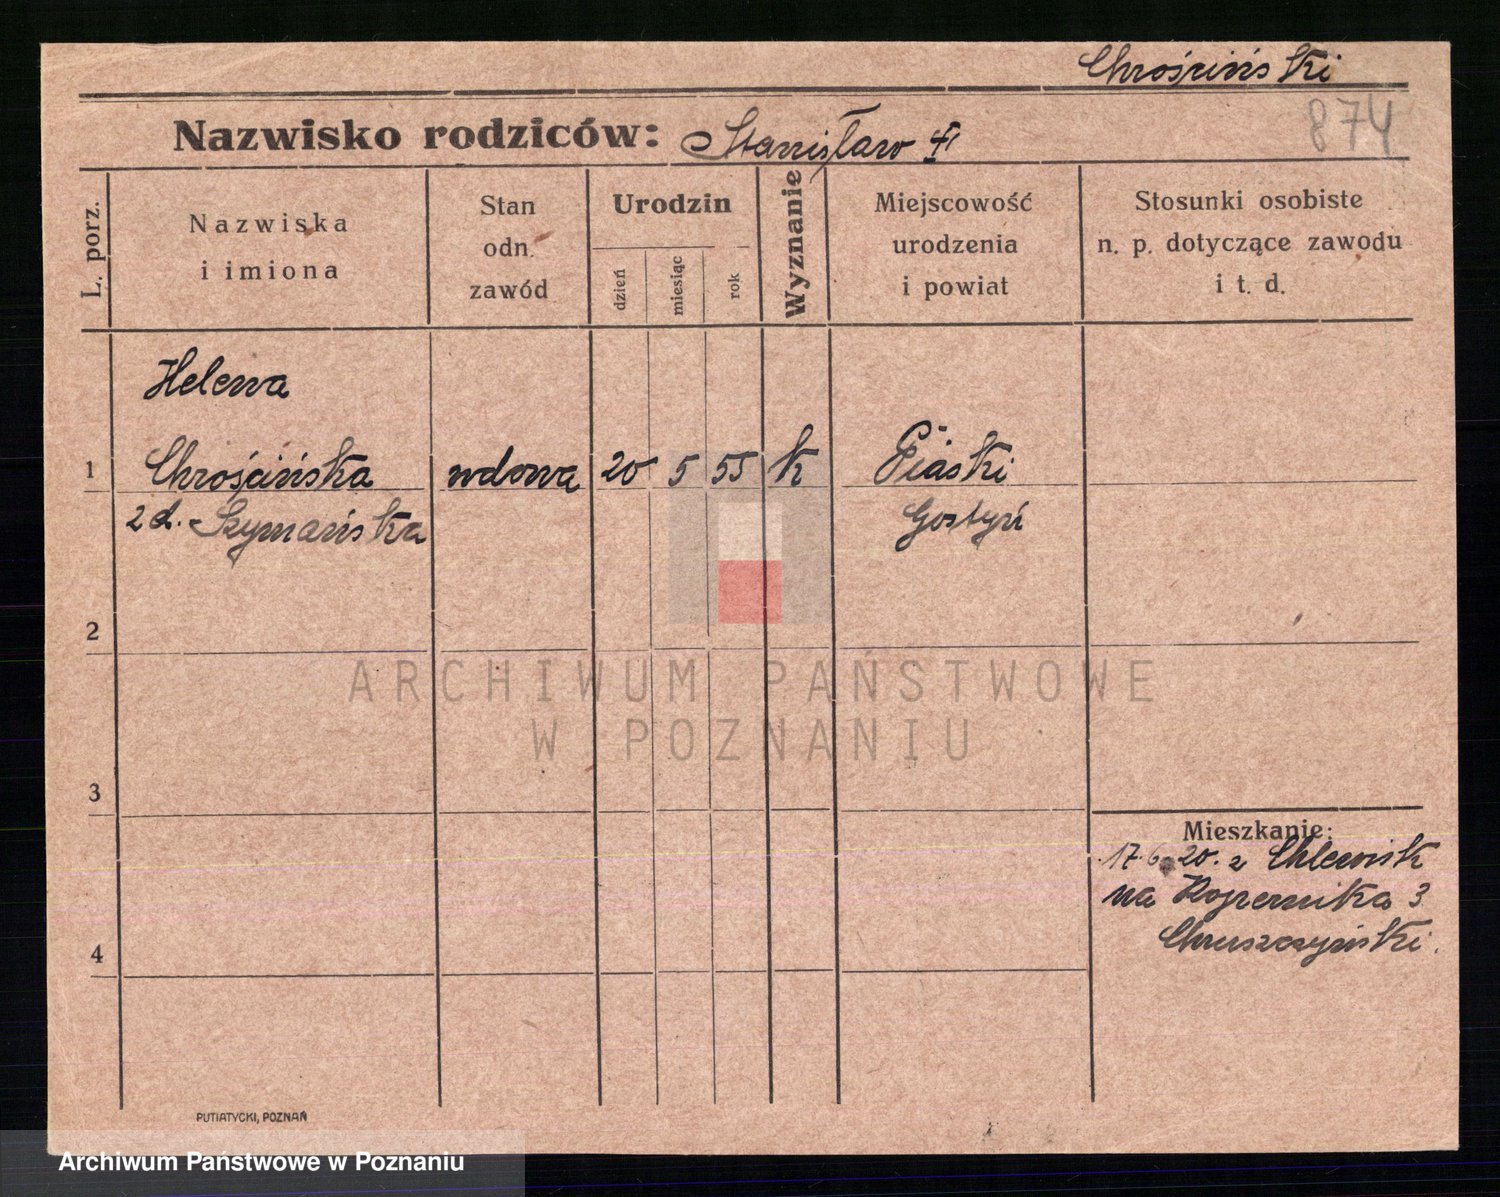 Chrościński
874
Nazwisko rodziców: Stanisław
L. porz.
Nazwiska
i imiona
Stan
odn.
zawód
Urodzin
dzień
miesiąc
rok
Wyznanie
Miejscowość
urodzenia
i powiat
Stosunki osobiste
n. p. dotyczące zawodu
i t. d.
Helena
1 Chrościńska wdowa 20 5 55 k Piaski
z d. Szymańska Gostyń
2
3
4
ARCHIWUM PAŃSTWOWE
W POZNANIU
Mieszkanie:
17.6.20. z Chlewisk
na Kopernika 3
Chruszczyński.
PUTIATYCKI, POZNAŃ
Archiwum Państwowe w Poznaniu